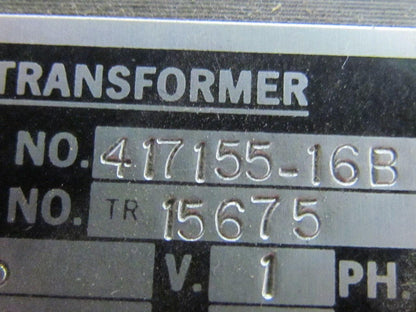 TRANSFORMER
NO. 417155-16B
NO. TR 15675
V. 1 PH.